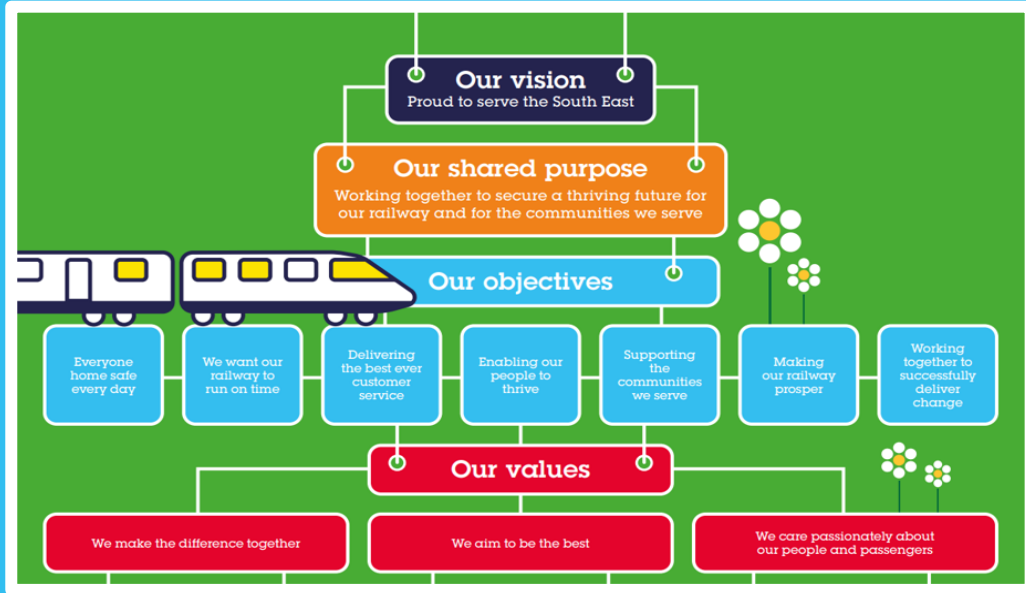 Our vision
Proud to serve the South East
Our shared purpose
Working together to secure a thriving future for
our railway and for the communities we serve
Our objectives
Everyone
home safe
every day
We want our
railway to
run on time
Delivering
the best ever
customer
service
Enabling our
people to
thrive
Supporting
the
communities
we serve
Making
our railway
prosper
Working
together to
successfully
deliver
change
Our values
We make the difference together
We aim to be the best
We care passionately about
our people and passengers